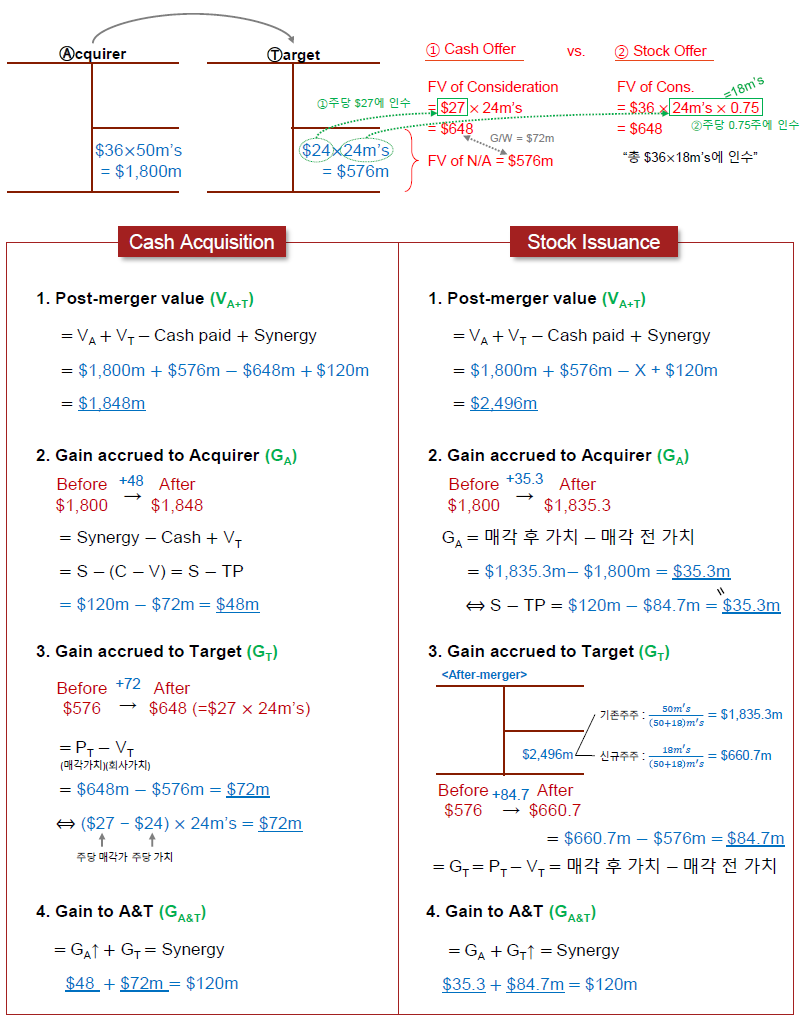 Ⓐcquirer
Ⓣarget
$36×50m's
= $1,800m
①주당 $27에 인수
$24×24m's
= $576m
① Cash Offer vs. ② Stock Offer
FV of Consideration
= $27 × 24m's
= $648
G/W = $72m
FV of N/A = $576m
FV of Cons.
=18m's
= $36 × 24m's × 0.75
= $648
②주당 0.75주에 인수
"총 $36×18m's에 인수"
Cash Acquisition
1. Post-merger value (V_A+T)
= V_A + V_T − Cash paid + Synergy
= $1,800m + $576m − $648m + $120m
= $1,848m
2. Gain accrued to Acquirer (G_A)
Before +48 After
$1,800 → $1,848
= Synergy − Cash + V_T
= S − (C − V) = S − TP
= $120m − $72m = $48m
3. Gain accrued to Target (G_T)
Before +72 After
$576 → $648 (=$27 × 24m's)
= P_T − V_T
(매각가치)(회사가치)
= $648m − $576m = $72m
⇔ ($27 − $24) × 24m's = $72m
주당 매각가 주당 가치
4. Gain to A&T (G_A&T)
= G_A↑ + G_T = Synergy
$48 + $72m = $120m
Stock Issuance
1. Post-merger value (V_A+T)
= V_A + V_T − Cash paid + Synergy
= $1,800m + $576m − X + $120m
= $2,496m
2. Gain accrued to Acquirer (G_A)
Before +35.3 After
$1,800 → $1,835.3
G_A = 매각 후 가치 − 매각 전 가치
= $1,835.3m− $1,800m = $35.3m
=
⇔ S − TP = $120m − $84.7m = $35.3m
3. Gain accrued to Target (G_T)
<After-merger>
기존주주 : 50m's/(50+18)m's = $1,835.3m
$2,496m
신규주주 : 18m's/(50+18)m's = $660.7m
Before +84.7 After
$576 → $660.7
= $660.7m − $576m = $84.7m
= G_T = P_T − V_T = 매각 후 가치 − 매각 전 가치
4. Gain to A&T (G_A&T)
= G_A + G_T↑ = Synergy
$35.3 + $84.7m = $120m